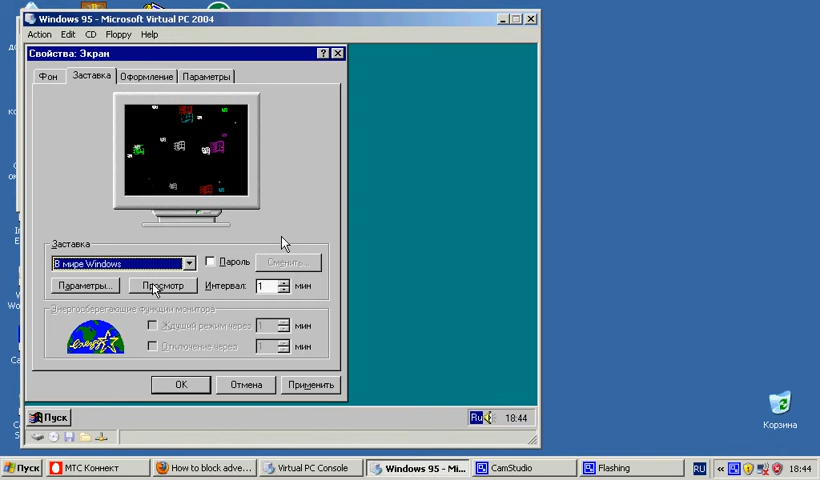 Windows 95 - Microsoft Virtual PC 2004
Action Edit CD Floppy Help
Свойства: Экран
Фон Заставка Оформление Параметры
Заставка
В мире Windows
Пароль
Сменить...
Параметры...
Просмотр
Интервал: 1 мин
Энергосберегающие функции монитора
Ждущий режим через 1 мин
Отключение через 1 мин
OK Отмена Применить
Пуск
Ru
18:44
Корзина
Пуск МТС Коннект How to block adve... Virtual PC Console Windows 95 - Mi... CamStudio Flashing RU « 18:44